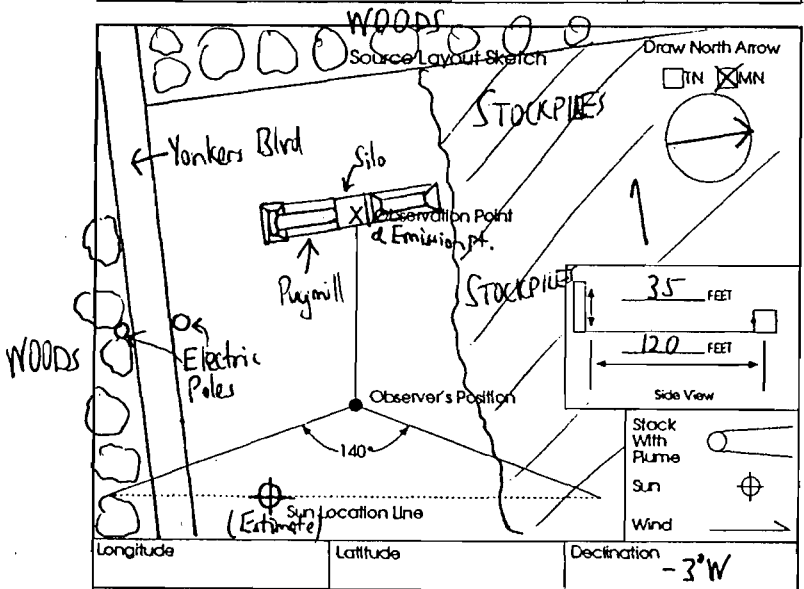 WOODS
Source Layout Sketch
Draw North Arrow
TN MN
STOCKPILES
Yonkers Blvd
Silo
X Observation Point
& Emission pt.
Pugmill
STOCKPILES
35 FEET
120 FEET
Side View
WOODS
Electric
Poles
Observer's Position
140°
Stack
With
Plume
Sun
Wind
Sun Location Line
(Estimate)
Longitude
Latitude
Declination
-3°W